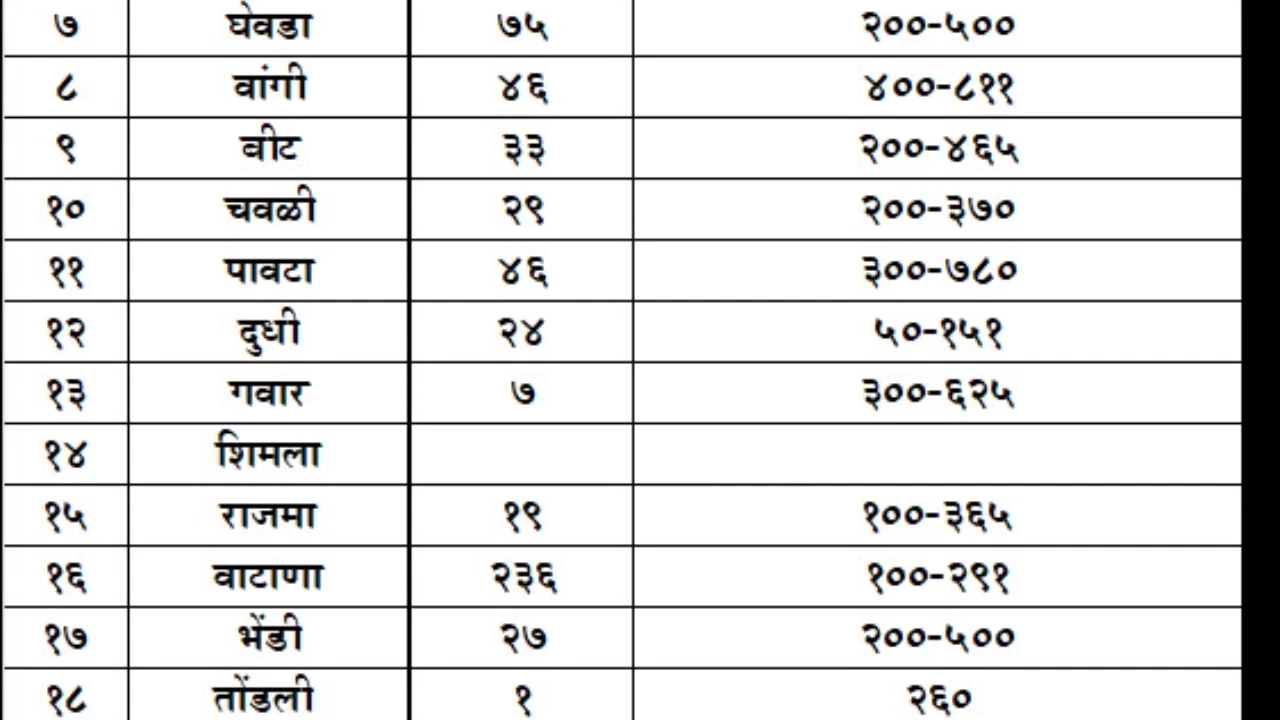 ७ घेवडा ७५ २००-५००
८ वांगी ४६ ४००-८११
९ बीट ३३ २००-४६५
१० चवळी २९ २००-३७०
११ पावटा ४६ ३००-७८०
१२ दुधी २४ ५०-१५१
१३ गवार ७ ३००-६२५
१४ शिमला
१५ राजमा १९ १००-३६५
१६ वाटाणा २३६ १००-२९१
१७ भेंडी २७ २००-५००
१८ तोंडली १ २६०